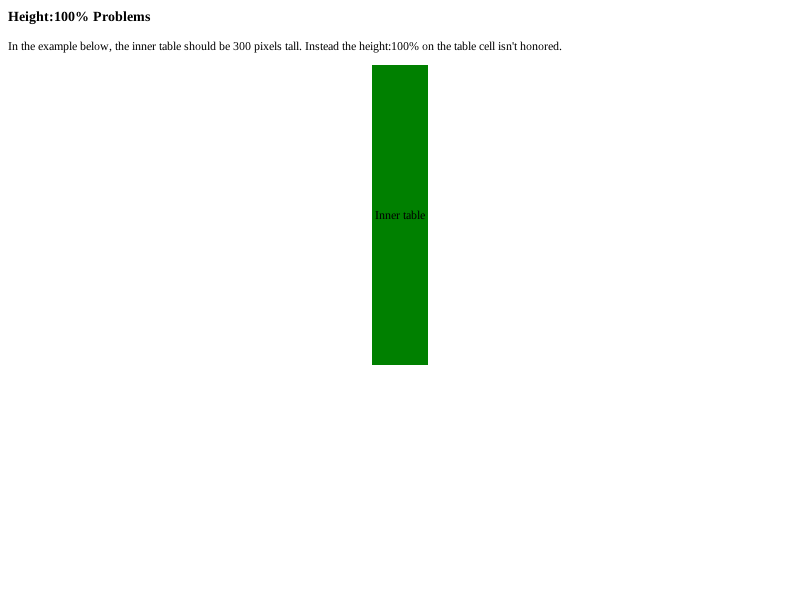 Height:100% Problems
In the example below, the inner table should be 300 pixels tall. Instead the height:100% on the table cell isn't honored.
Inner table